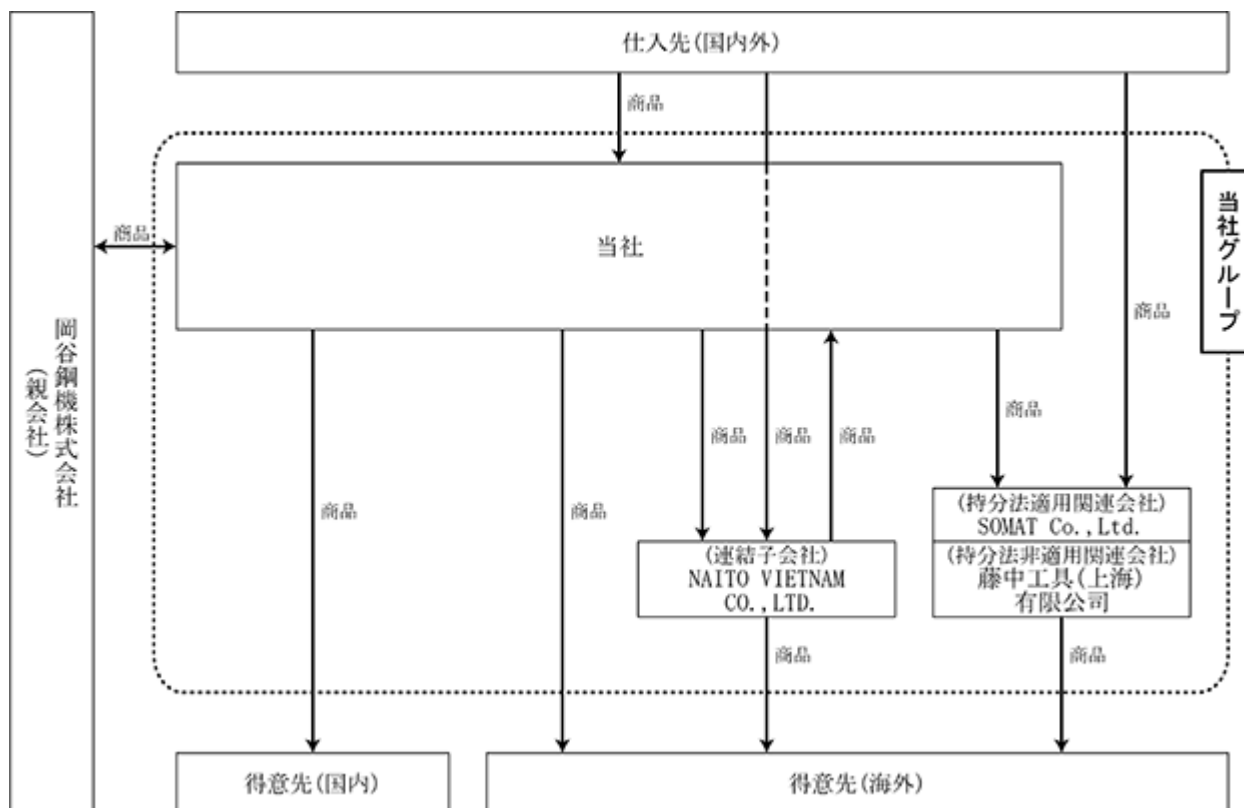 仕入先(国内外)
商品
当社グループ
当社
商品
岡谷鋼機株式会社
(親会社)
商品
商品
商品
商品
商品
商品
商品
(持分法適用関連会社)
SOMAT Co.,Ltd.
(持分法非適用関連会社)
藤中工具(上海)
有限公司
(連結子会社)
NAITO VIETNAM
CO.,LTD.
商品
商品
得意先(国内)
得意先(海外)